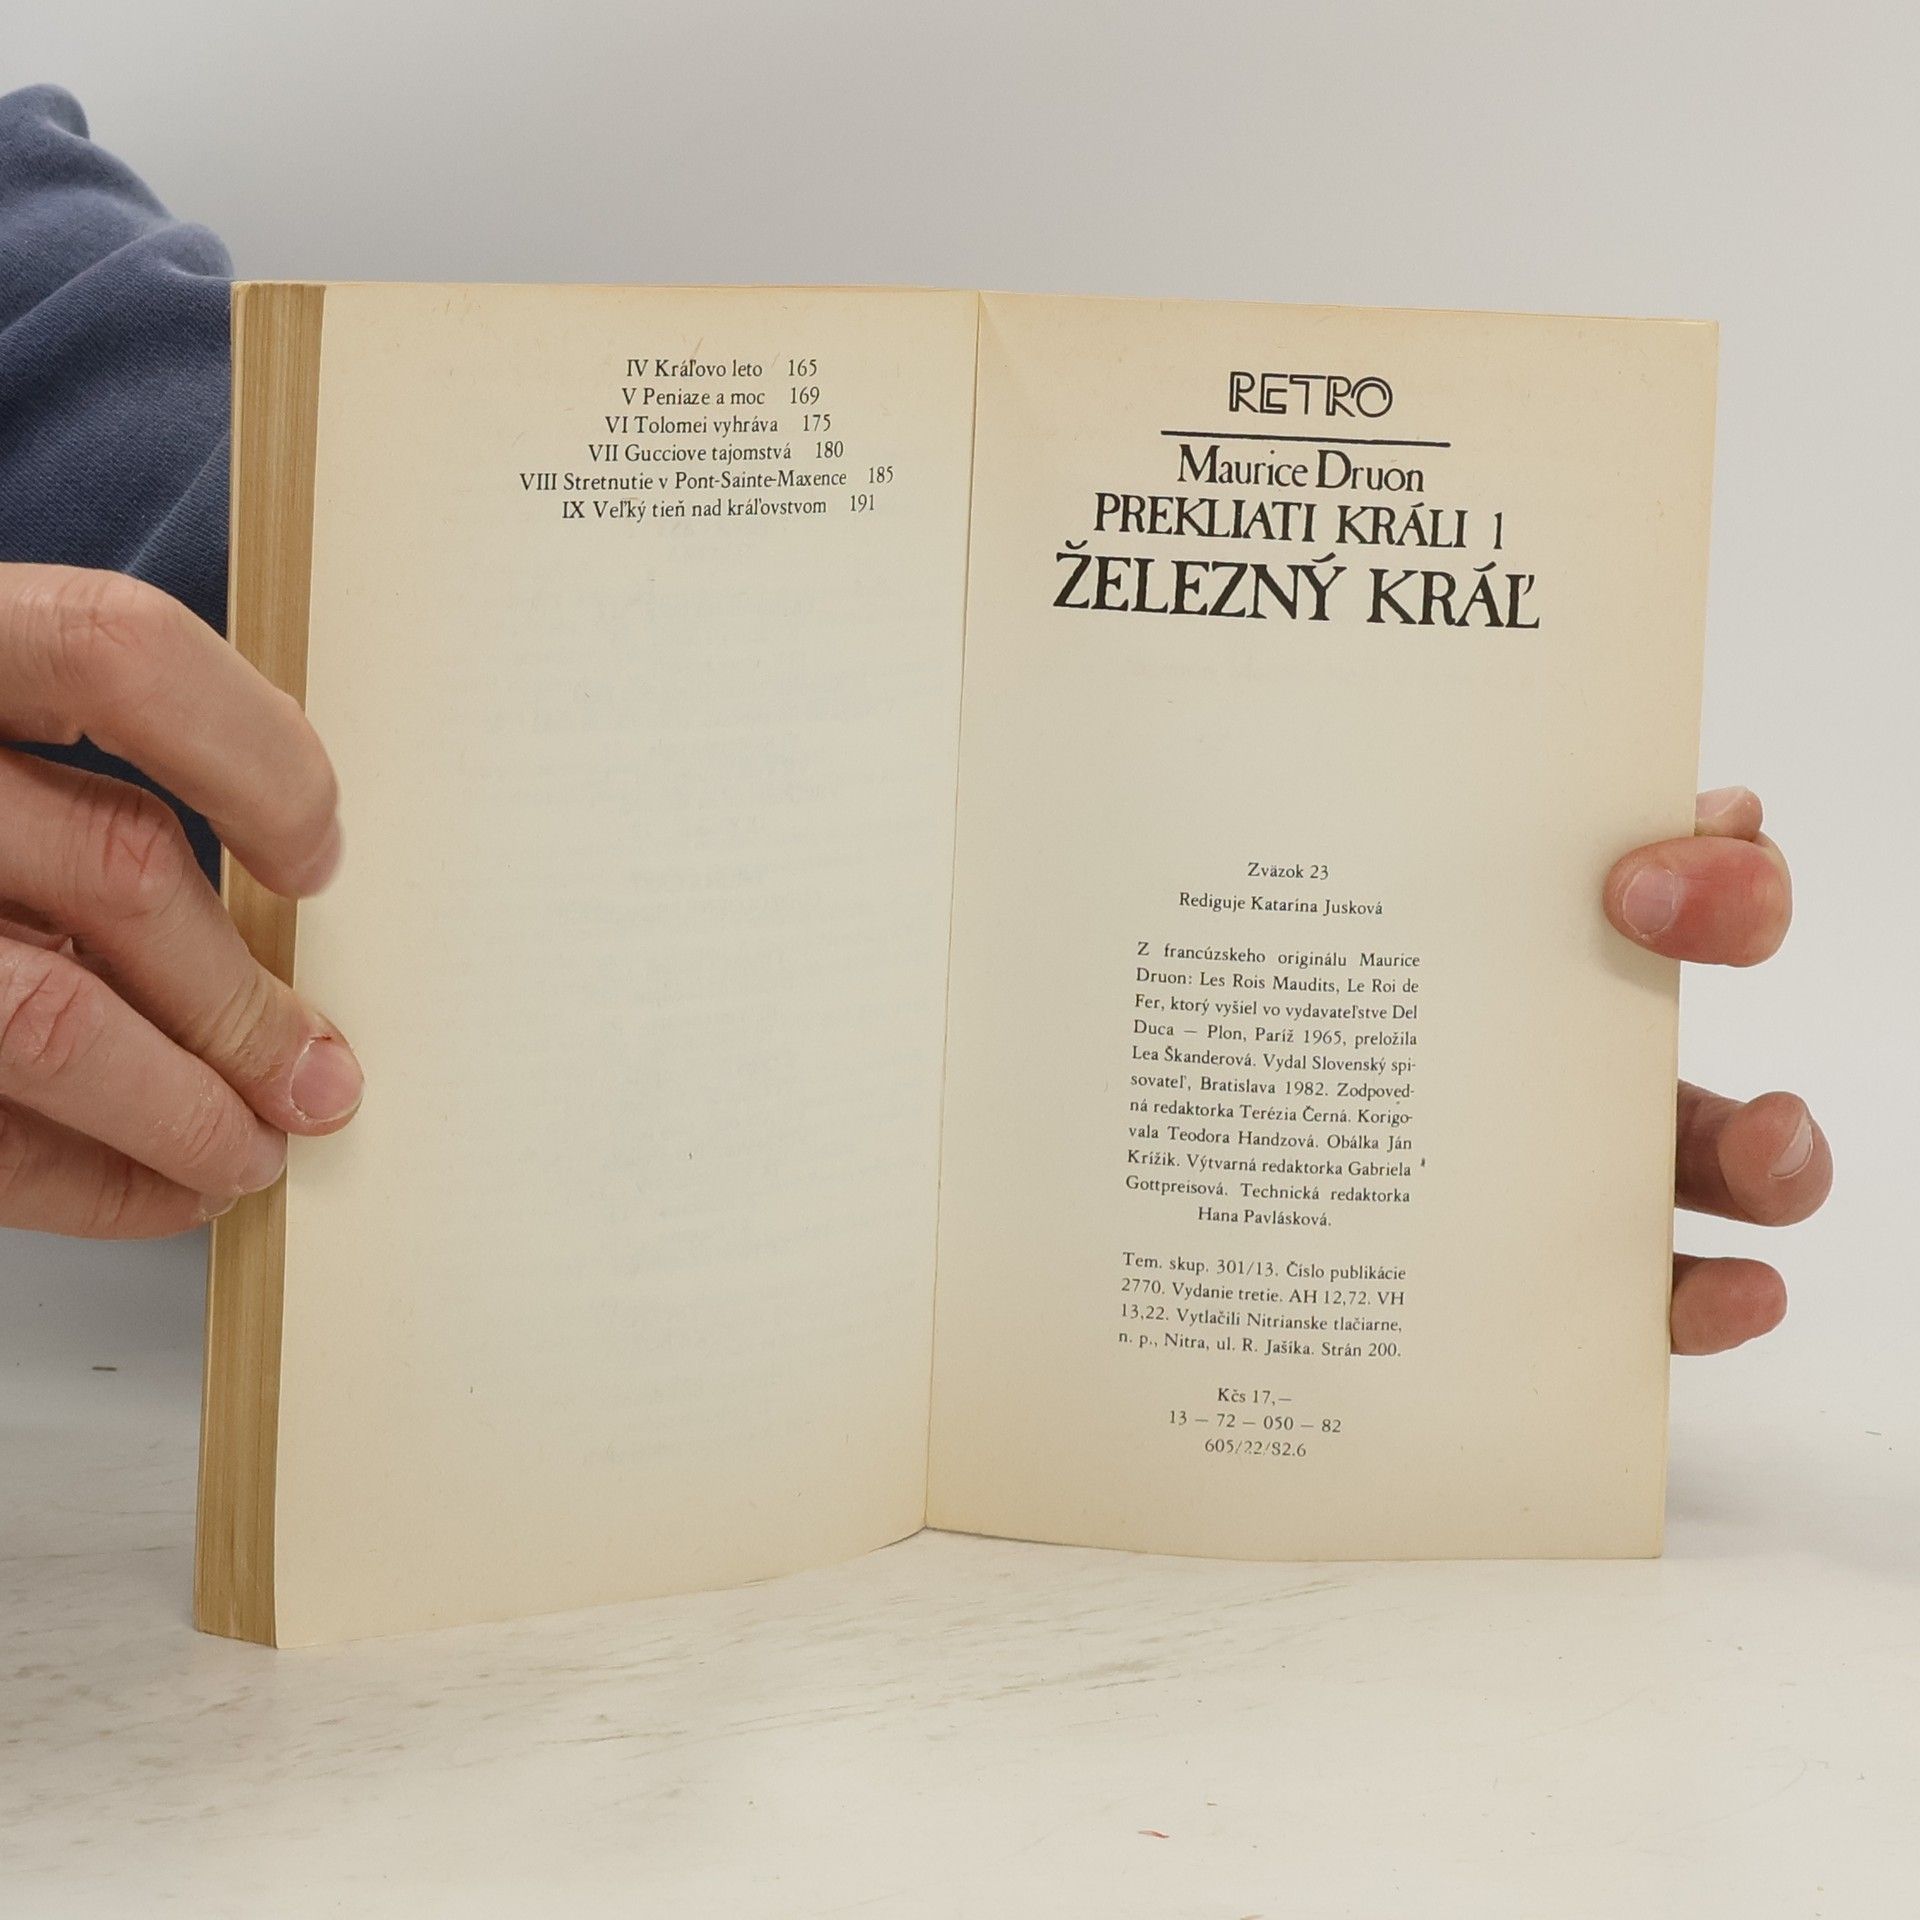 IV Kráľovo leto 165
V Peniaze a moc 169
VI Tolomei vyhráva 175
VII Gucciove tajomstvá 180
VIII Stretnutie v Pont-Sainte-Maxence 185
IX Veľký tieň nad kráľovstvom 191
RETRO
Maurice Druon
PREKLIATI KRÁLI 1
ŽELEZNÝ KRÁĽ
Zväzok 23
Rediguje Katarína Jusková
Z francúzskeho originálu Maurice
Druon: Les Rois Maudits, Le Roi de
Fer, ktorý vyšiel vo vydavateľstve Del
Duca — Plon, Paríž 1965, preložila
Lea Škanderová. Vydal Slovenský spi-
sovateľ, Bratislava 1982. Zodpoved-
ná redaktorka Terézia Černá. Korigo-
vala Teodora Handzová. Obálka Ján
Krížik. Výtvarná redaktorka Gabriela
Gottpreisová. Technická redaktorka
Hana Pavlásková.
Tem. skup. 301/13. Číslo publikácie
2770. Vydanie tretie. AH 12,72. VH
13,22. Vytlačili Nitrianske tlačiarne,
n. p., Nitra, ul. R. Jašíka. Strán 200.
Kčs 17,—
13 — 72 — 050 — 82
605/22/82.6